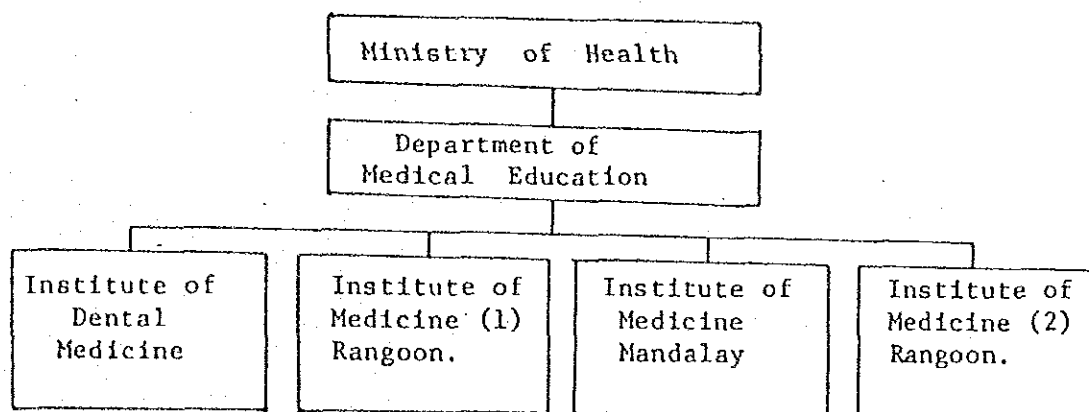 Ministry of Health
Department of
Medical Education
Institute of
Dental
Medicine
Institute of
Medicine (1)
Rangoon.
Institute of
Medicine
Mandalay
Institute of
Medicine (2)
Rangoon.